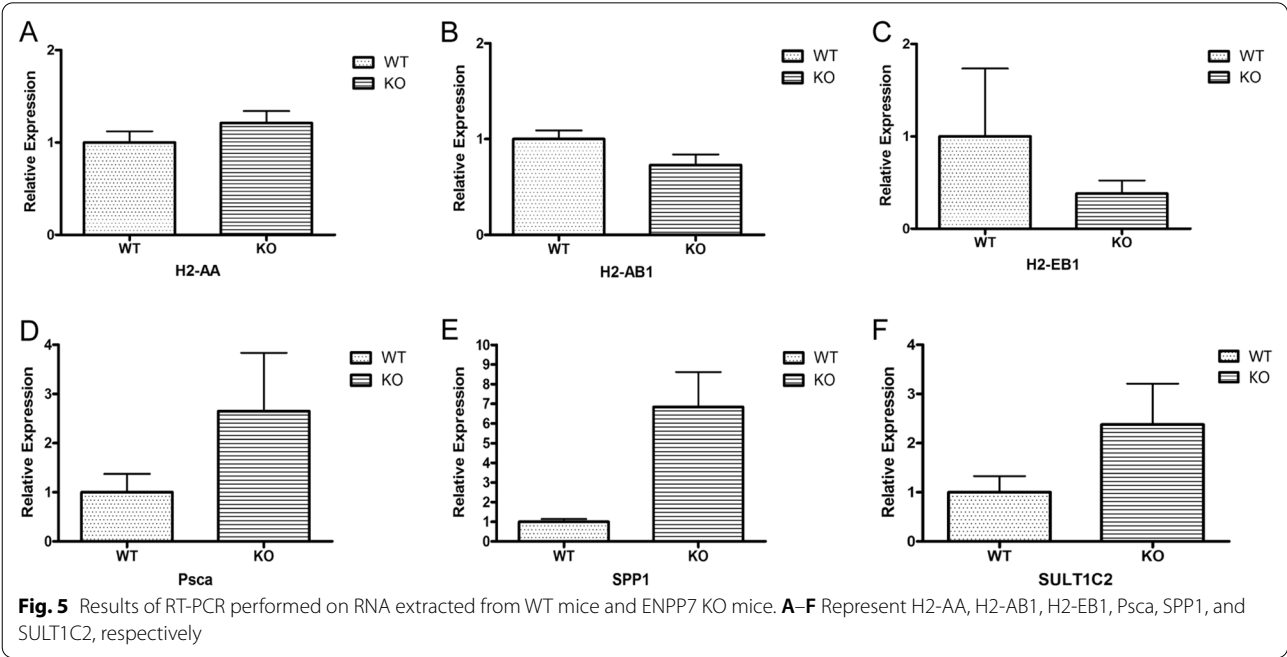 A
Relative Expression
2
1
0
WT
KO
WT
KO
H2-AA
B
Relative Expression
2
1
0
WT
KO
WT
KO
H2-AB1
C
Relative Expression
2
1
0
WT
KO
WT
KO
H2-EB1
D
Relative Expression
4
3
2
1
0
WT
KO
WT
KO
Psca
E
Relative Expression
10
9
8
7
6
5
4
3
2
1
0
WT
KO
WT
KO
SPP1
F
Relative Expression
4
3
2
1
0
WT
KO
WT
KO
SULT1C2
Fig. 5 Results of RT-PCR performed on RNA extracted from WT mice and ENPP7 KO mice. A–F Represent H2-AA, H2-AB1, H2-EB1, Psca, SPP1, and
SULT1C2, respectively